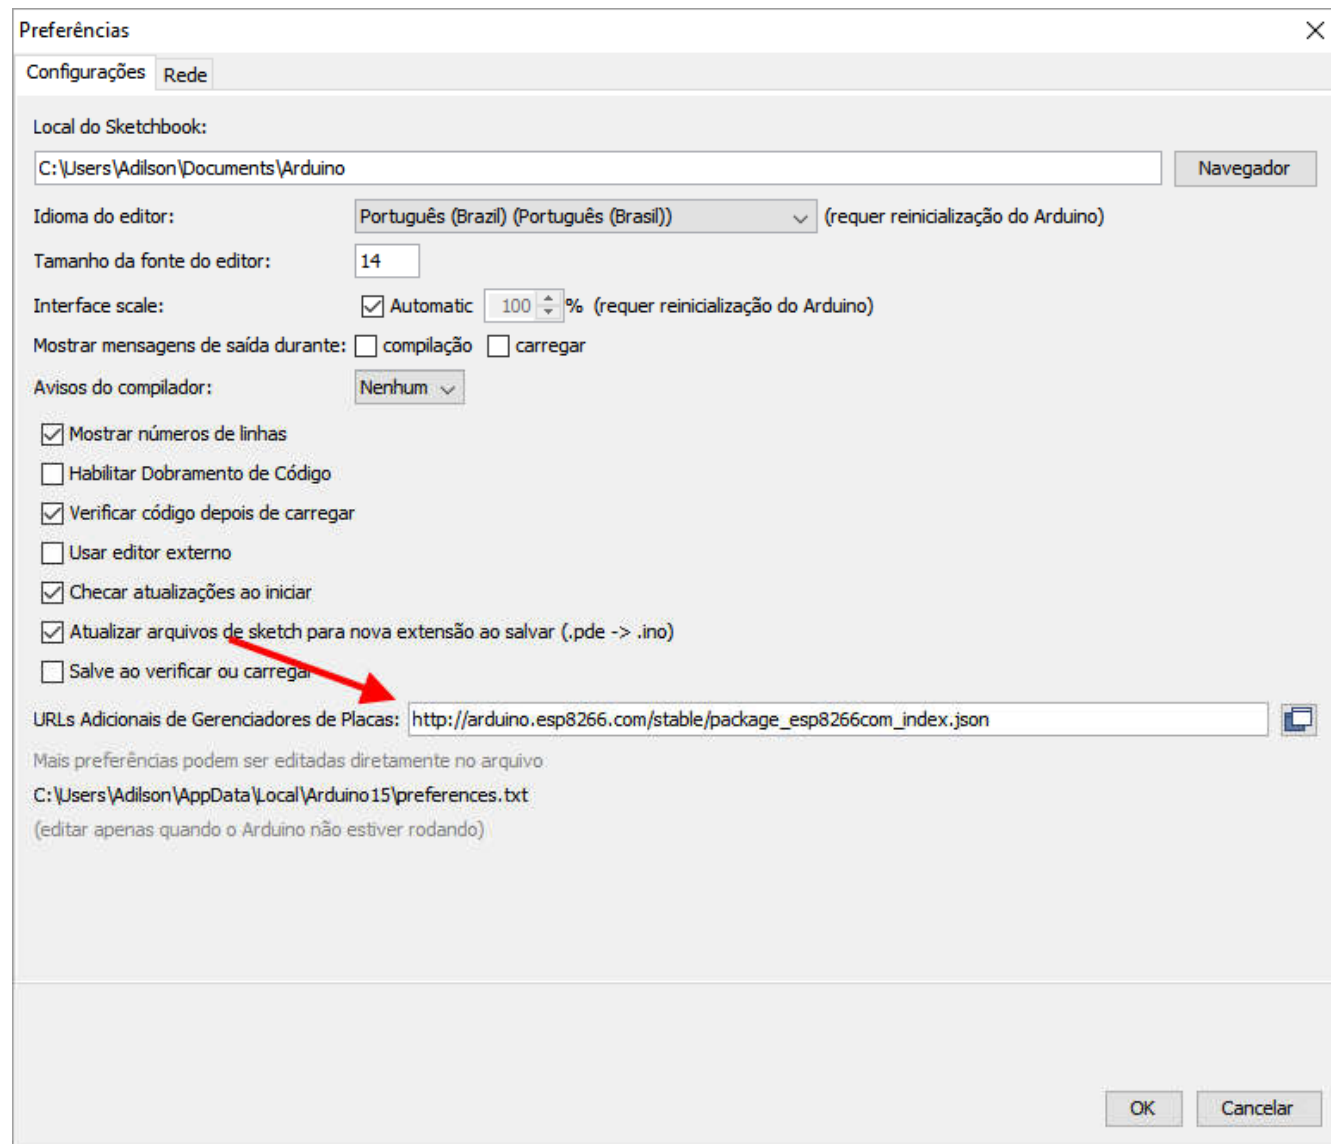 Preferências
Configurações Rede
Local do Sketchbook:
C:\Users\Adilson\Documents\Arduino Navegador
Idioma do editor: Português (Brazil) (Português (Brasil)) (requer reinicialização do Arduino)
Tamanho da fonte do editor: 14
Interface scale: Automatic 100 % (requer reinicialização do Arduino)
Mostrar mensagens de saída durante: compilação carregar
Avisos do compilador: Nenhum
Mostrar números de linhas
Habilitar Dobramento de Código
Verificar código depois de carregar
Usar editor externo
Checar atualizações ao iniciar
Atualizar arquivos de sketch para nova extensão ao salvar (.pde -> .ino)
Salve ao verificar ou carregar
URLs Adicionais de Gerenciadores de Placas: http://arduino.esp8266.com/stable/package_esp8266com_index.json
Mais preferências podem ser editadas diretamente no arquivo
C:\Users\Adilson\AppData\Local\Arduino15\preferences.txt
(editar apenas quando o Arduino não estiver rodando)
OK Cancelar